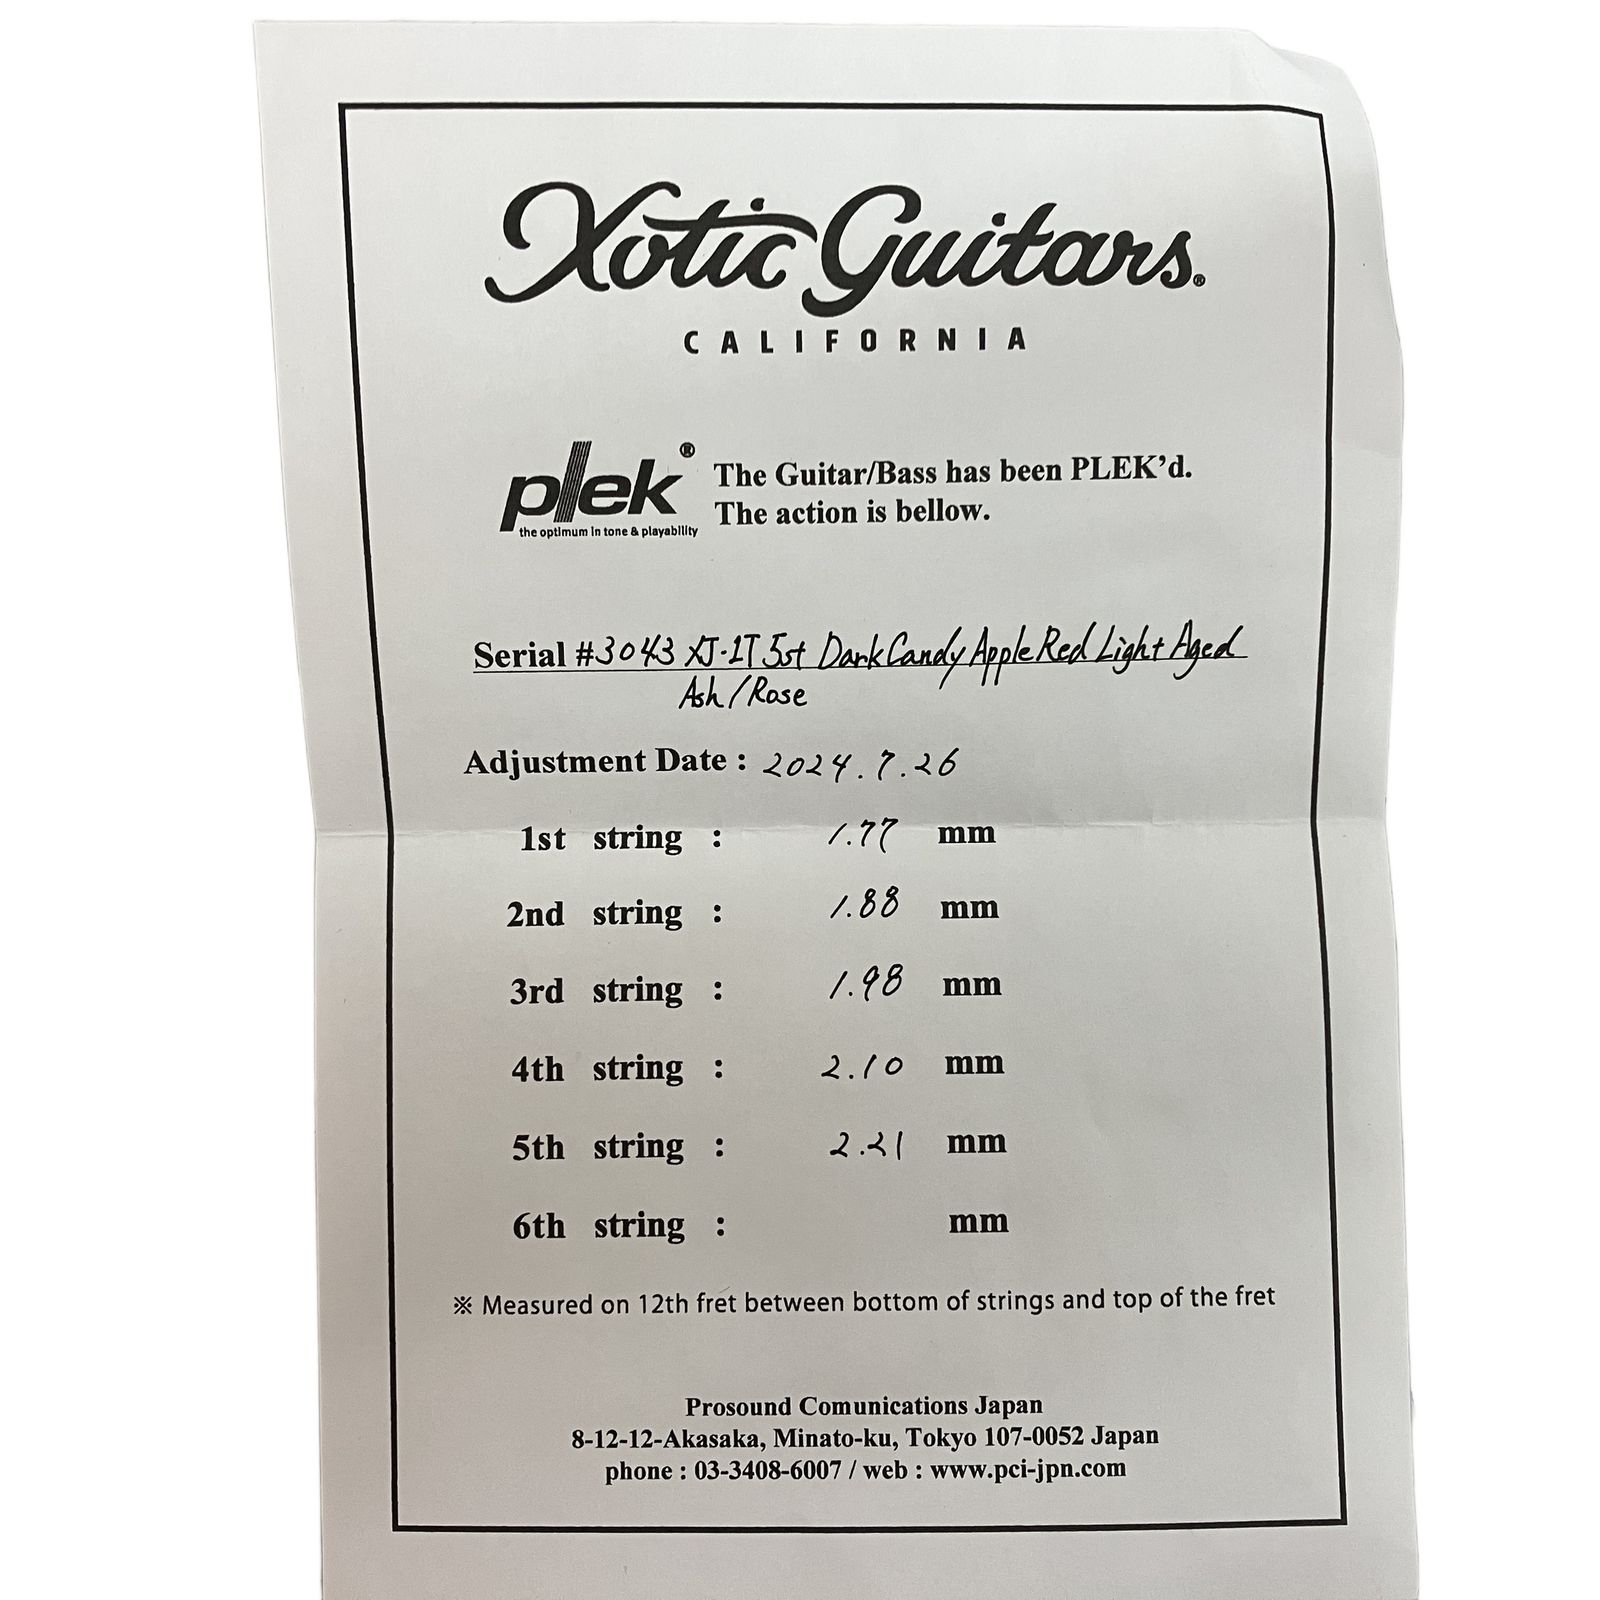 Xotic Guitars®
CALIFORNIA
plek® The Guitar/Bass has been PLEK'd.
the optimum in tone & playability The action is bellow.
Serial #3043 XJ-1T 5st Dark Candy Apple Red Light Aged
Ash/Rose
Adjustment Date : 2024.7.26
1st string : 1.77 mm
2nd string : 1.88 mm
3rd string : 1.98 mm
4th string : 2.10 mm
5th string : 2.21 mm
6th string : mm
※ Measured on 12th fret between bottom of strings and top of the fret
Prosound Comunications Japan
8-12-12-Akasaka, Minato-ku, Tokyo 107-0052 Japan
phone : 03-3408-6007 / web : www.pci-jpn.com